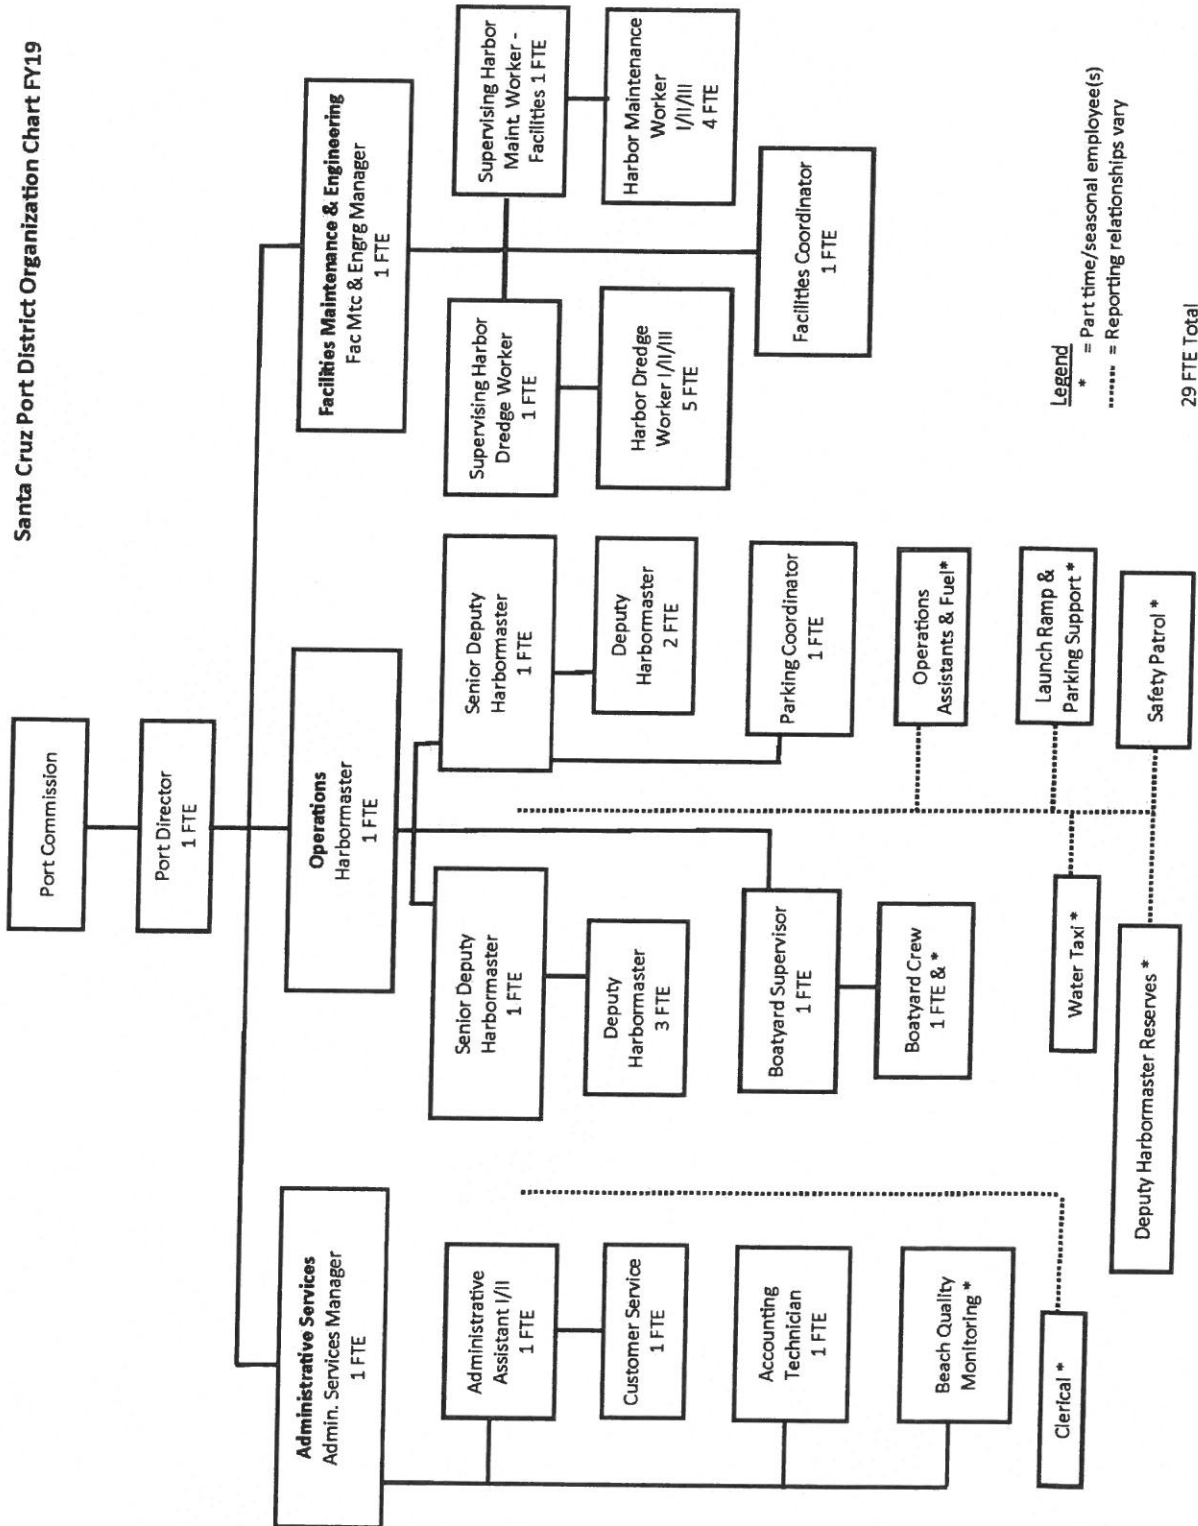 Santa Cruz Port District Organization Chart FY19
Port Commission
Port Director
1 FTE
Administrative Services
Admin. Services Manager
1 FTE
Operations
Harbormaster
1 FTE
Facilities Maintenance & Engineering
Fac Mtc & Engrg Manager
1 FTE
Administrative
Assistant I/II
1 FTE
Customer Service
1 FTE
Accounting
Technician
1 FTE
Beach Quality
Monitoring *
Clerical *
Senior Deputy
Harbormaster
1 FTE
Deputy
Harbormaster
3 FTE
Boatyard Supervisor
1 FTE
Boatyard Crew
1 FTE & *
Water Taxi *
Deputy Harbormaster Reserves *
Senior Deputy
Harbormaster
1 FTE
Deputy
Harbormaster
2 FTE
Parking Coordinator
1 FTE
Operations
Assistants & Fuel*
Launch Ramp &
Parking Support *
Safety Patrol *
Supervising Harbor
Dredge Worker
1 FTE
Harbor Dredge
Worker I/II/III
5 FTE
Supervising Harbor
Maint. Worker -
Facilities 1 FTE
Harbor Maintenance
Worker
I/II/III
4 FTE
Facilities Coordinator
1 FTE
Legend
* = Part time/seasonal employee(s)
....... = Reporting relationships vary
29 FTE Total